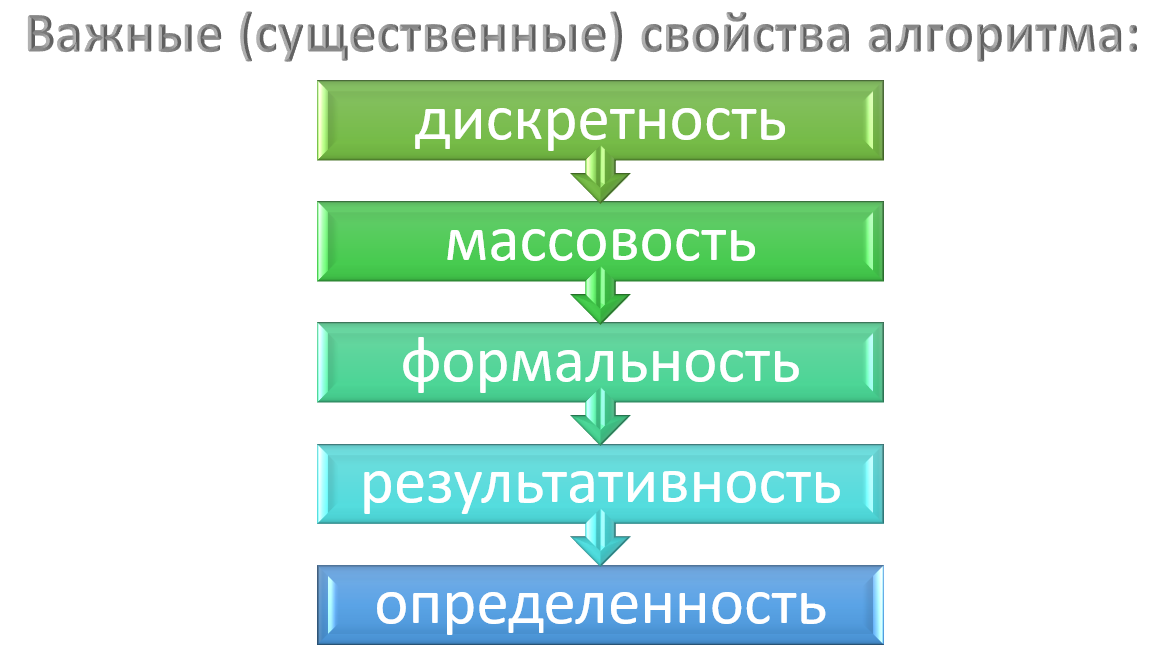 Важные (существенные) свойства алгоритма:
дискретность
массовость
формальность
результативность
определенность